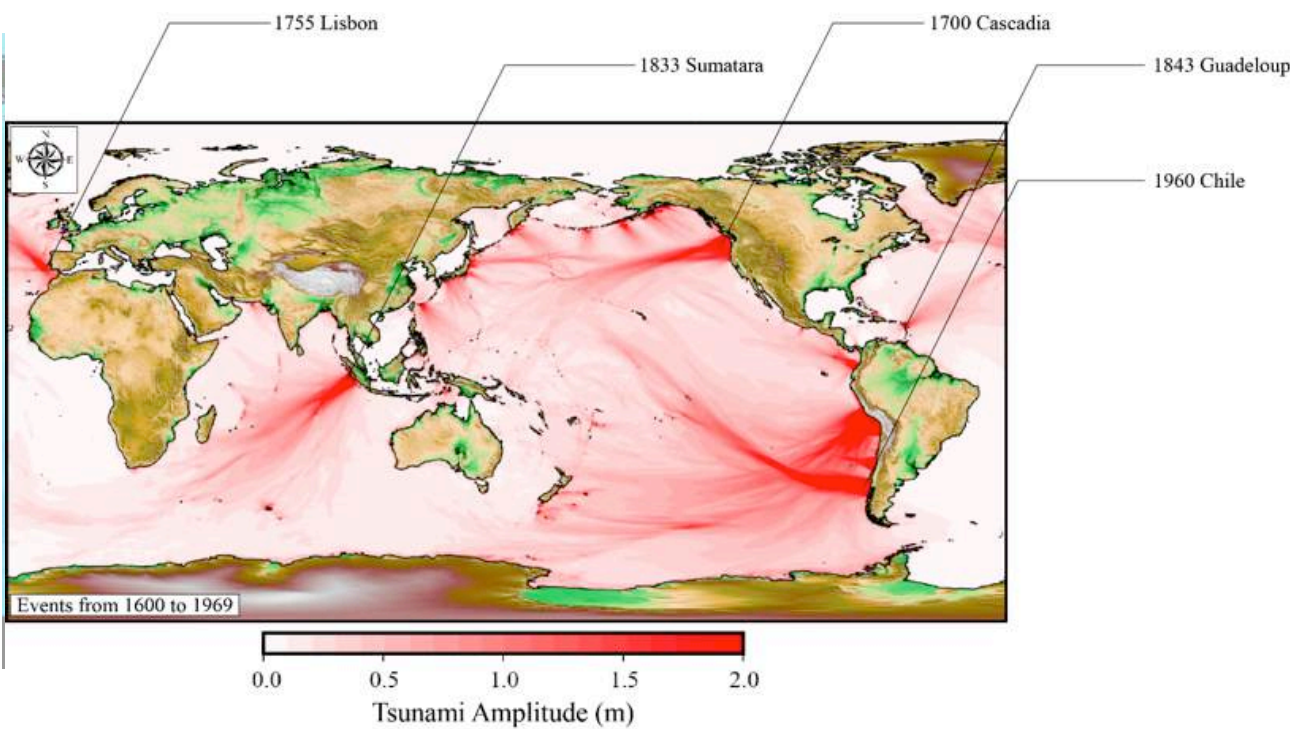 1755 Lisbon
1700 Cascadia
1833 Sumatara
1843 Guadeloup
1960 Chile
N
W E
S
Events from 1600 to 1969
0.0 0.5 1.0 1.5 2.0
Tsunami Amplitude (m)